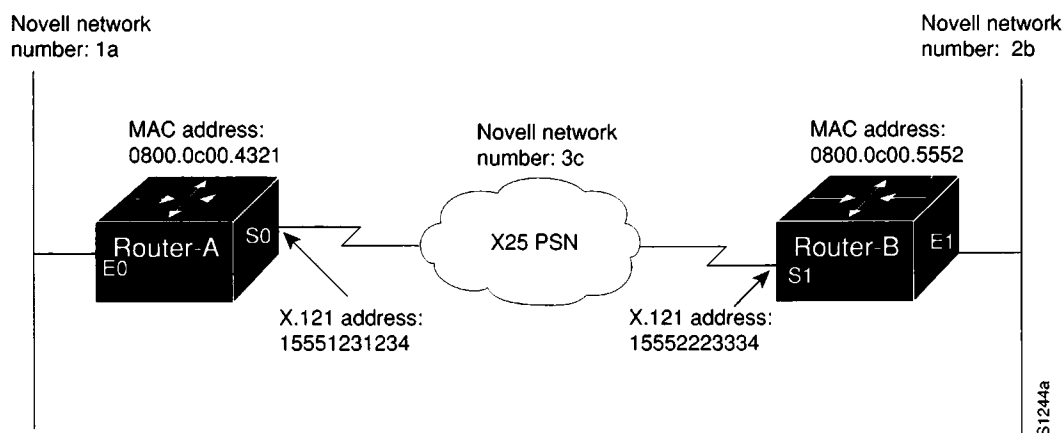 Novell network
number: 1a
Novell network
number: 2b
MAC address:
0800.0c00.4321
Novell network
number: 3c
MAC address:
0800.0c00.5552
Router-A
S0
E0
X25 PSN
Router-B
E1
S1
X.121 address:
15551231234
X.121 address:
15552223334
S1244a